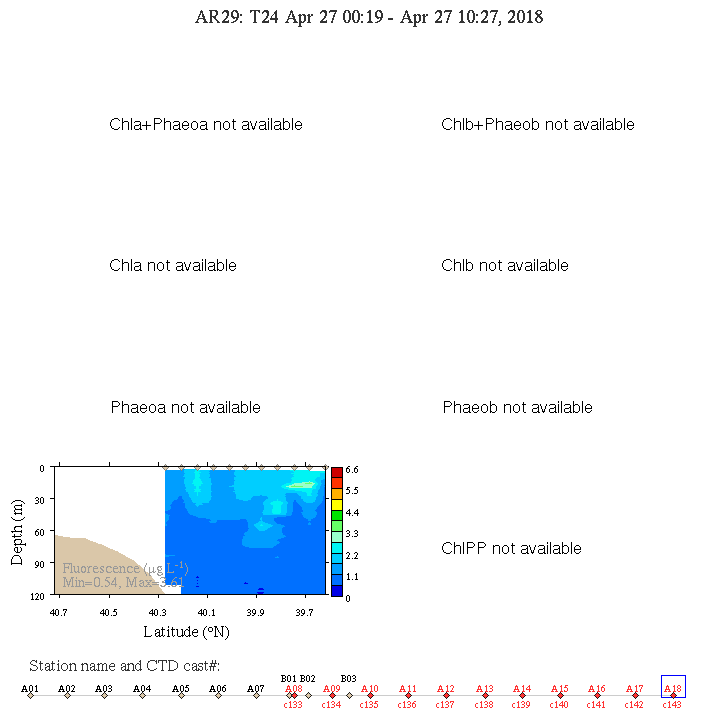 AR29: T24 Apr 27 00:19 - Apr 27 10:27, 2018
Chla+Phaeoa not available
Chlb+Phaeob not available
Chla not available
Chlb not available
Phaeoa not available
Phaeob not available
0
30
60
90
120
Depth (m)
Fluorescence (μg L-1)
Min=0.54, Max=3.61
40.7 40.5 40.3 40.1 39.9 39.7
Latitude (°N)
6.6
5.5
4.4
3.3
2.2
1.1
0
ChlPP not available
Station name and CTD cast#:
B01 B02 B03
A01 A02 A03 A04 A05 A06 A07 A08 A09 A10 A11 A12 A13 A14 A15 A16 A17 A18
c133 c134 c135 c136 c137 c138 c139 c140 c141 c142 c143